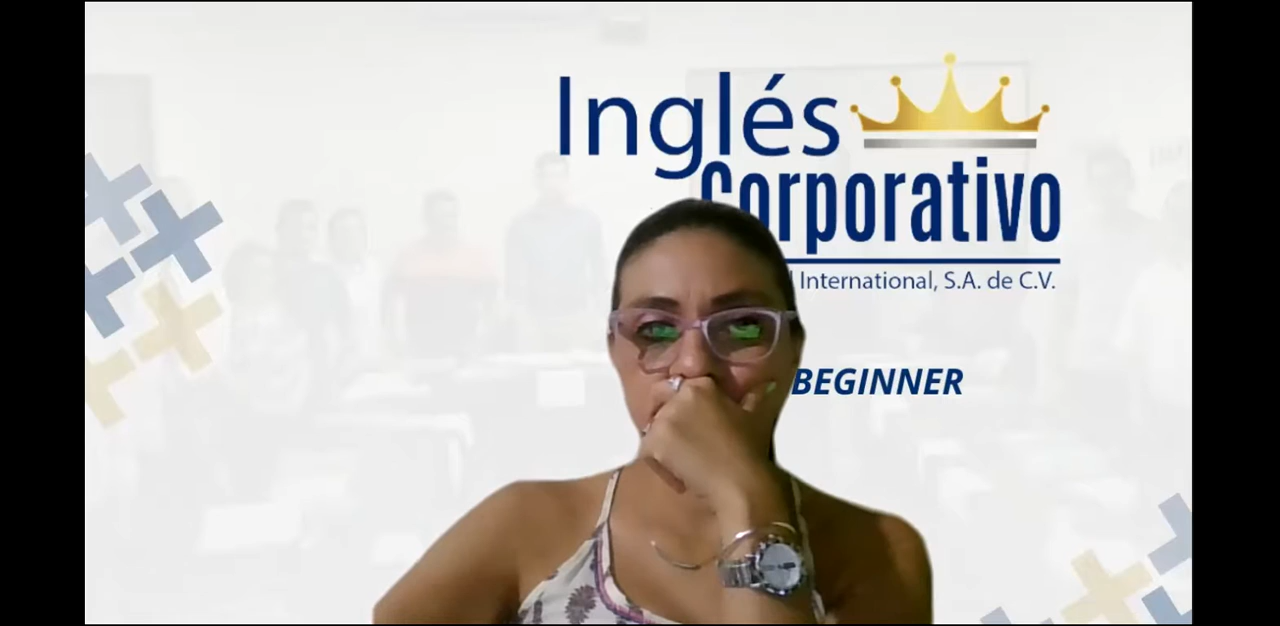 Inglés
Corporativo
International, S.A. de C.V.
BEGINNER